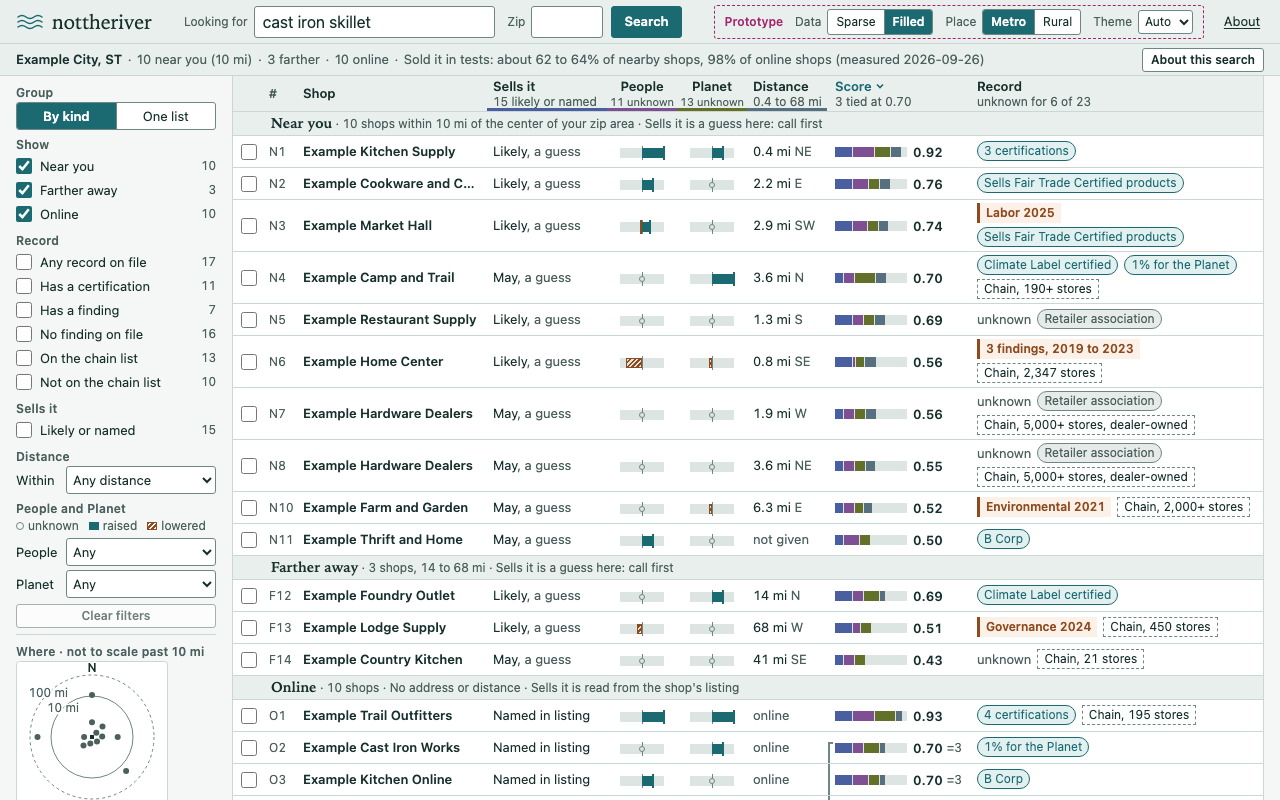 nottheriver Looking for cast iron skillet Zip Search Prototype Data Sparse Filled Place Metro Rural Theme Auto About
Example City, ST · 10 near you (10 mi) · 3 farther · 10 online · Sold it in tests: about 62 to 64% of nearby shops, 98% of online shops (measured 2026-09-26) About this search
Group
By kind One list
Show
Near you 10
Farther away 3
Online 10
Record
Any record on file 17
Has a certification 11
Has a finding 7
No finding on file 16
On the chain list 13
Not on the chain list 10
Sells it
Likely or named 15
Distance
Within Any distance
People and Planet
unknown raised lowered
People Any
Planet Any
Clear filters
Where · not to scale past 10 mi
N
100 mi
10 mi
# Shop Sells it People Planet Distance Score Record
15 likely or named 11 unknown 13 unknown 0.4 to 68 mi 3 tied at 0.70 unknown for 6 of 23
Near you · 10 shops within 10 mi of the center of your zip area · Sells it is a guess here: call first
N1 Example Kitchen Supply Likely, a guess 0.4 mi NE 0.92 3 certifications
N2 Example Cookware and C... Likely, a guess 2.2 mi E 0.76 Sells Fair Trade Certified products
N3 Example Market Hall Likely, a guess 2.9 mi SW 0.74 Labor 2025
Sells Fair Trade Certified products
N4 Example Camp and Trail May, a guess 3.6 mi N 0.70 Climate Label certified 1% for the Planet
Chain, 190+ stores
N5 Example Restaurant Supply Likely, a guess 1.3 mi S 0.69 unknown Retailer association
N6 Example Home Center Likely, a guess 0.8 mi SE 0.56 3 findings, 2019 to 2023
Chain, 2,347 stores
N7 Example Hardware Dealers May, a guess 1.9 mi W 0.56 unknown Retailer association
Chain, 5,000+ stores, dealer-owned
N8 Example Hardware Dealers May, a guess 3.6 mi NE 0.55 unknown Retailer association
Chain, 5,000+ stores, dealer-owned
N10 Example Farm and Garden May, a guess 6.3 mi E 0.52 Environmental 2021 Chain, 2,000+ stores
N11 Example Thrift and Home May, a guess not given 0.50 B Corp
Farther away · 3 shops, 14 to 68 mi · Sells it is a guess here: call first
F12 Example Foundry Outlet Likely, a guess 14 mi N 0.69 Climate Label certified
F13 Example Lodge Supply Likely, a guess 68 mi W 0.51 Governance 2024 Chain, 450 stores
F14 Example Country Kitchen May, a guess 41 mi SE 0.43 unknown Chain, 21 stores
Online · 10 shops · No address or distance · Sells it is read from the shop's listing
O1 Example Trail Outfitters Named in listing online 0.93 4 certifications Chain, 195 stores
O2 Example Cast Iron Works Named in listing online 0.70 =3 1% for the Planet
O3 Example Kitchen Online Named in listing online 0.70 =3 B Corp